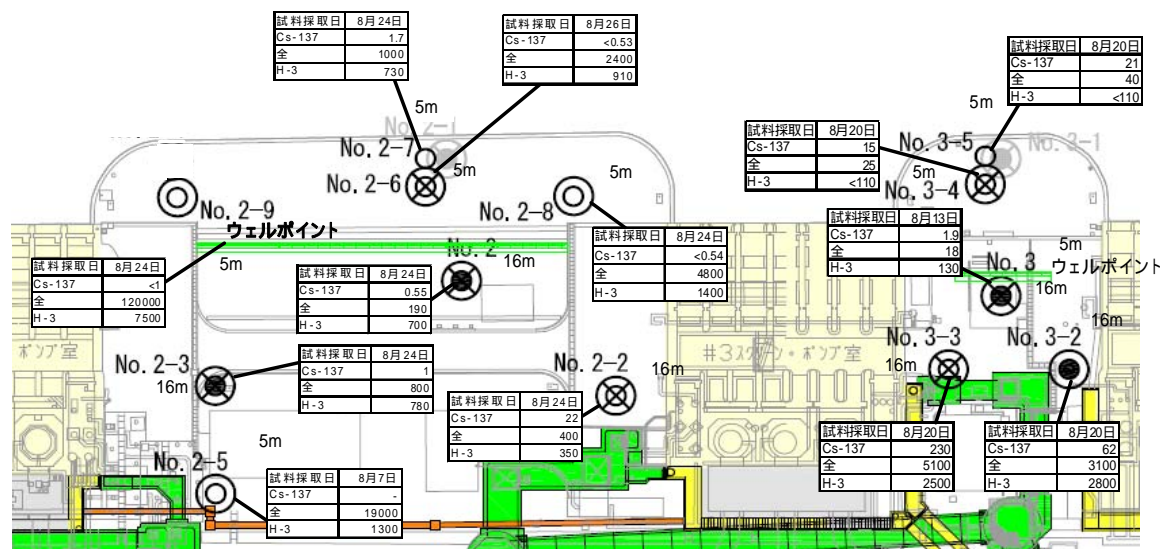 試料採取日 8月24日
Cs-137 1.7
全 1000
H-3 730
試料採取日 8月26日
Cs-137 <0.53
全 2400
H-3 910
試料採取日 8月20日
Cs-137 21
全 40
H-3 <110
5m
5m
No. 2-1
No. 2-7
5m
No. 2-6
試料採取日 8月20日
Cs-137 15
全 25
H-3 <110
No. 3-5
No. 3-1
5m
No. 3-4
5m
No. 2-9
No. 2-8
ウェルポイント
試料採取日 8月13日
Cs-137 1.9
全 18
H-3 130
試料採取日 8月24日
Cs-137 <0.54
全 4800
H-3 1400
5m
No. 3
ウェルポイント
16m
16m
5m
No. 2
16m
試料採取日 8月24日
Cs-137 <1
全 120000
H-3 7500
試料採取日 8月24日
Cs-137 0.55
全 190
H-3 700
ポンプ室
No. 2-3
16m
試料採取日 8月24日
Cs-137 1
全 800
H-3 780
No. 2-2
16m
#3スクリーン・ポンプ室
No. 3-3
16m
No. 3-2
試料採取日 8月24日
Cs-137 22
全 400
H-3 350
5m
試料採取日 8月20日
Cs-137 230
全 5100
H-3 2500
試料採取日 8月20日
Cs-137 62
全 3100
H-3 2800
No. 2-5
試料採取日 8月7日
Cs-137 -
全 19000
H-3 1300